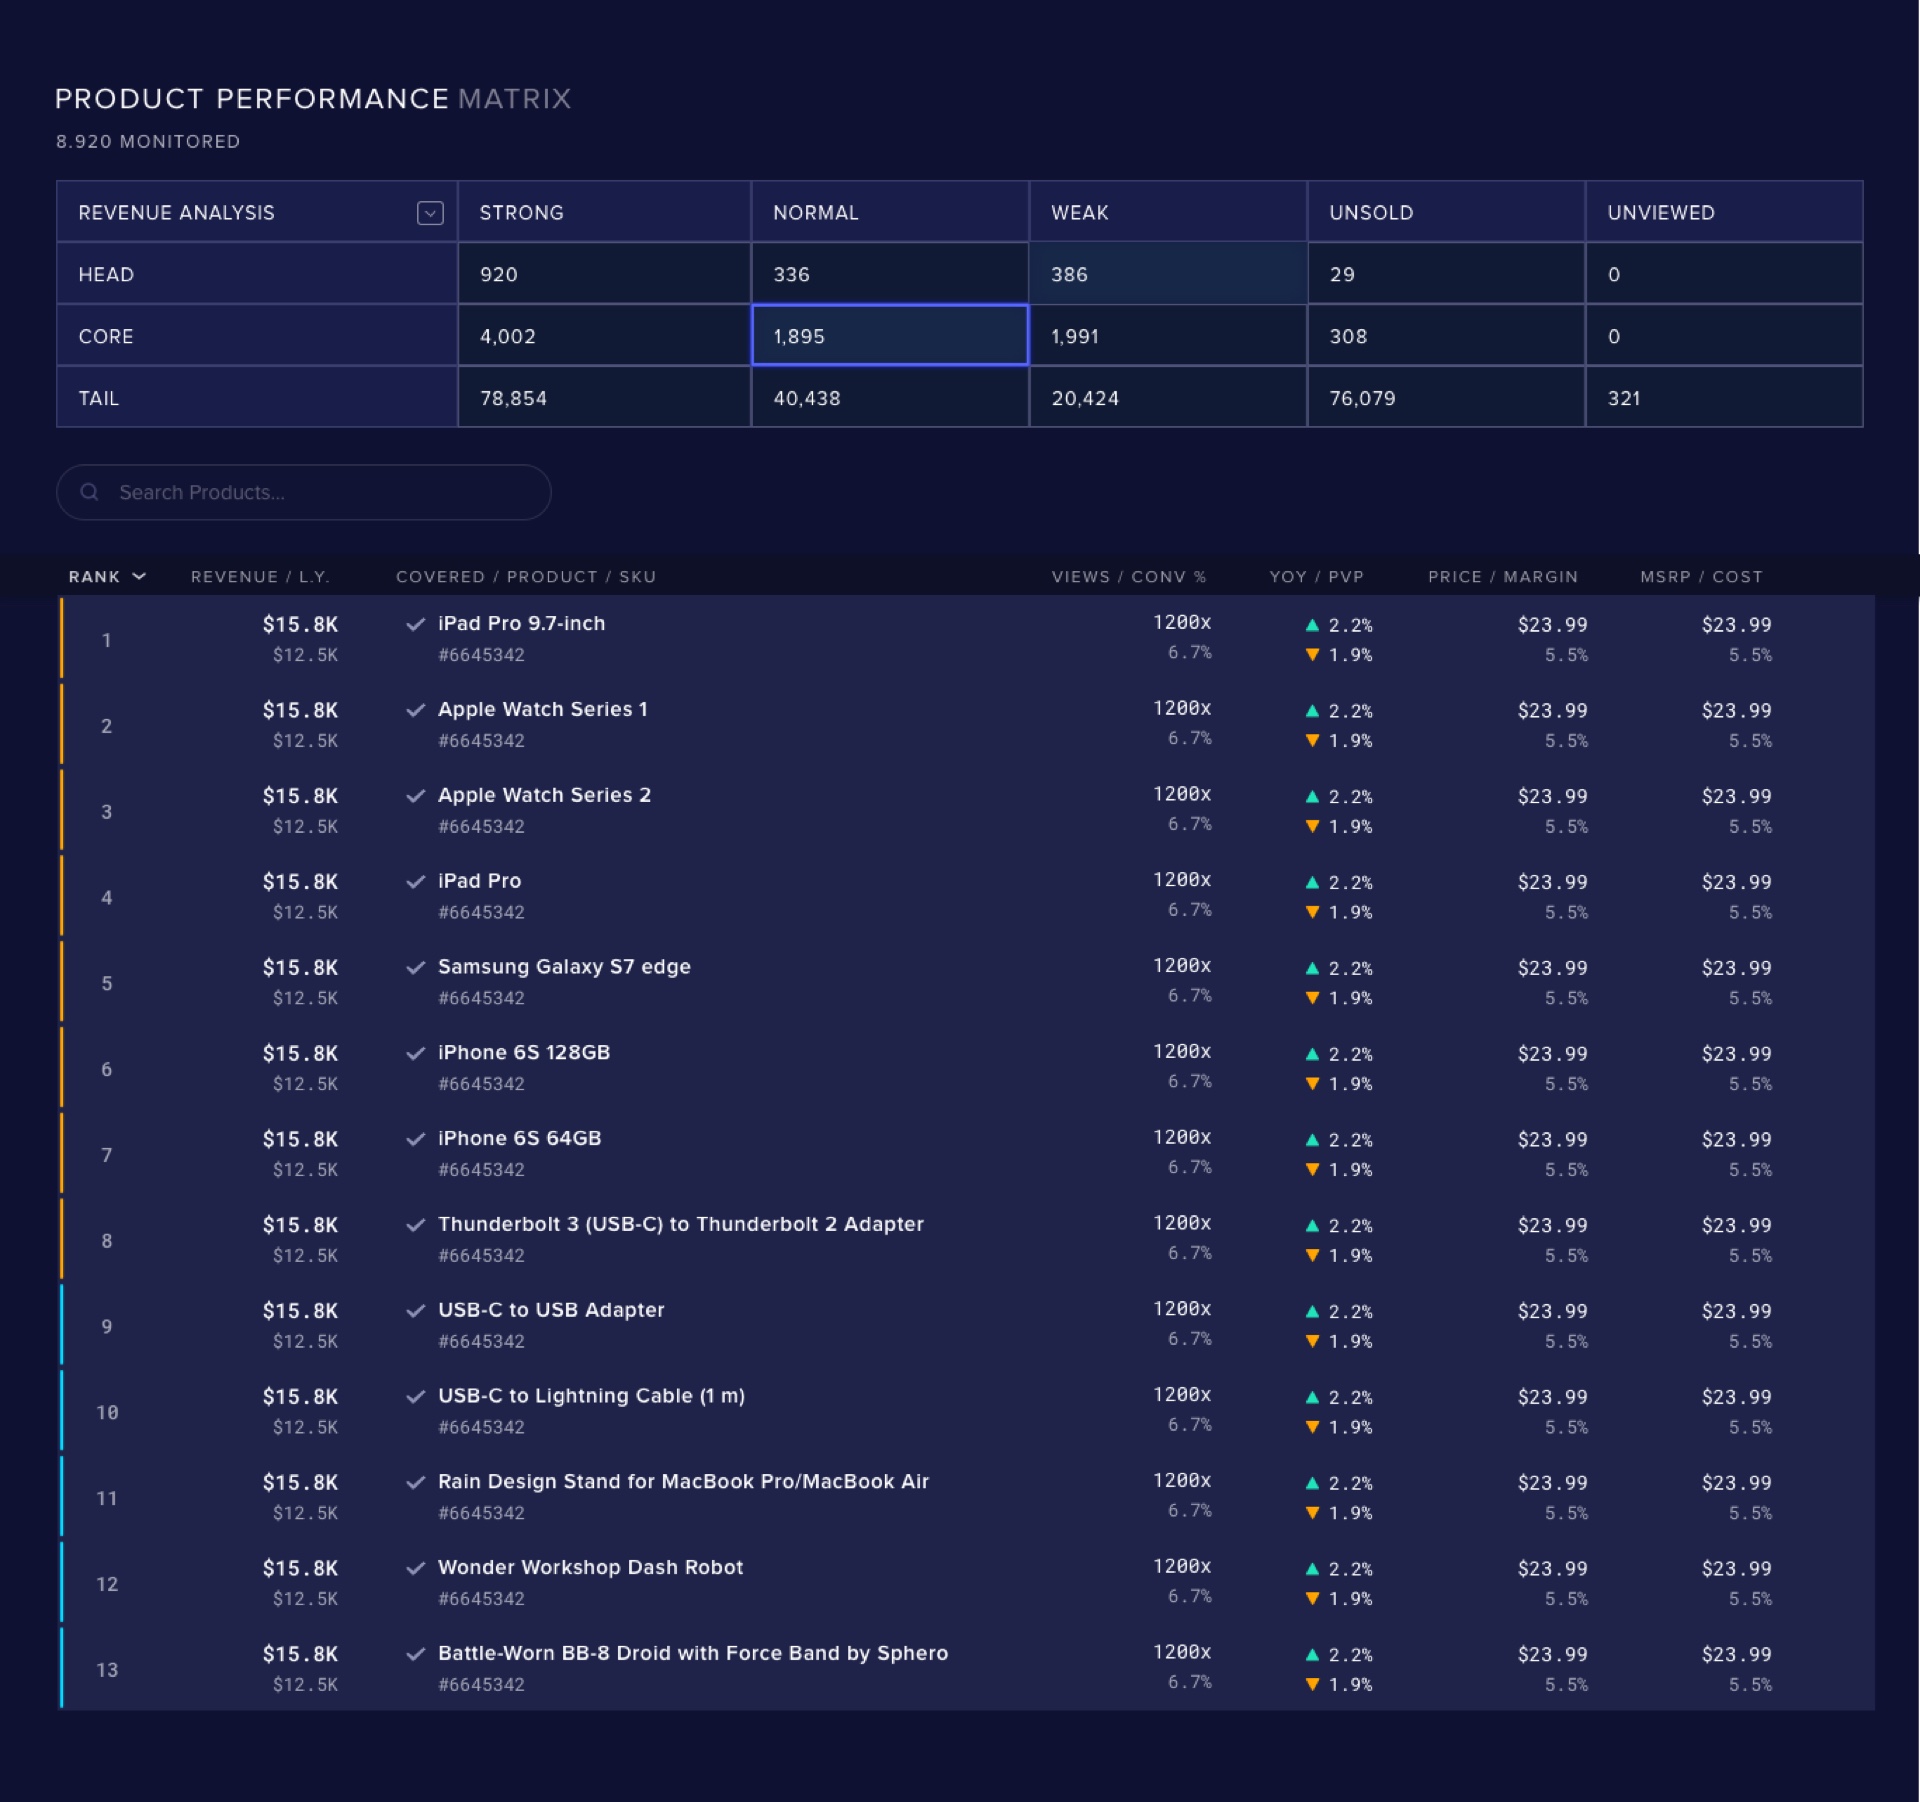 PRODUCT PERFORMANCE MATRIX
8.920 MONITORED
REVENUE ANALYSIS STRONG NORMAL WEAK UNSOLD UNVIEWED
HEAD 920 336 386 29 0
CORE 4,002 1,895 1,991 308 0
TAIL 78,854 40,438 20,424 76,079 321
Search Products...
RANK REVENUE / L.Y. COVERED / PRODUCT / SKU VIEWS / CONV % YOY / PVP PRICE / MARGIN MSRP / COST
1 $15.8K iPad Pro 9.7-inch 1200x 2.2% $23.99 $23.99
$12.5K #6645342 6.7% 1.9% 5.5% 5.5%
2 $15.8K Apple Watch Series 1 1200x 2.2% $23.99 $23.99
$12.5K #6645342 6.7% 1.9% 5.5% 5.5%
3 $15.8K Apple Watch Series 2 1200x 2.2% $23.99 $23.99
$12.5K #6645342 6.7% 1.9% 5.5% 5.5%
4 $15.8K iPad Pro 1200x 2.2% $23.99 $23.99
$12.5K #6645342 6.7% 1.9% 5.5% 5.5%
5 $15.8K Samsung Galaxy S7 edge 1200x 2.2% $23.99 $23.99
$12.5K #6645342 6.7% 1.9% 5.5% 5.5%
6 $15.8K iPhone 6S 128GB 1200x 2.2% $23.99 $23.99
$12.5K #6645342 6.7% 1.9% 5.5% 5.5%
7 $15.8K iPhone 6S 64GB 1200x 2.2% $23.99 $23.99
$12.5K #6645342 6.7% 1.9% 5.5% 5.5%
8 $15.8K Thunderbolt 3 (USB-C) to Thunderbolt 2 Adapter 1200x 2.2% $23.99 $23.99
$12.5K #6645342 6.7% 1.9% 5.5% 5.5%
9 $15.8K USB-C to USB Adapter 1200x 2.2% $23.99 $23.99
$12.5K #6645342 6.7% 1.9% 5.5% 5.5%
10 $15.8K USB-C to Lightning Cable (1 m) 1200x 2.2% $23.99 $23.99
$12.5K #6645342 6.7% 1.9% 5.5% 5.5%
11 $15.8K Rain Design Stand for MacBook Pro/MacBook Air 1200x 2.2% $23.99 $23.99
$12.5K #6645342 6.7% 1.9% 5.5% 5.5%
12 $15.8K Wonder Workshop Dash Robot 1200x 2.2% $23.99 $23.99
$12.5K #6645342 6.7% 1.9% 5.5% 5.5%
13 $15.8K Battle-Worn BB-8 Droid with Force Band by Sphero 1200x 2.2% $23.99 $23.99
$12.5K #6645342 6.7% 1.9% 5.5% 5.5%